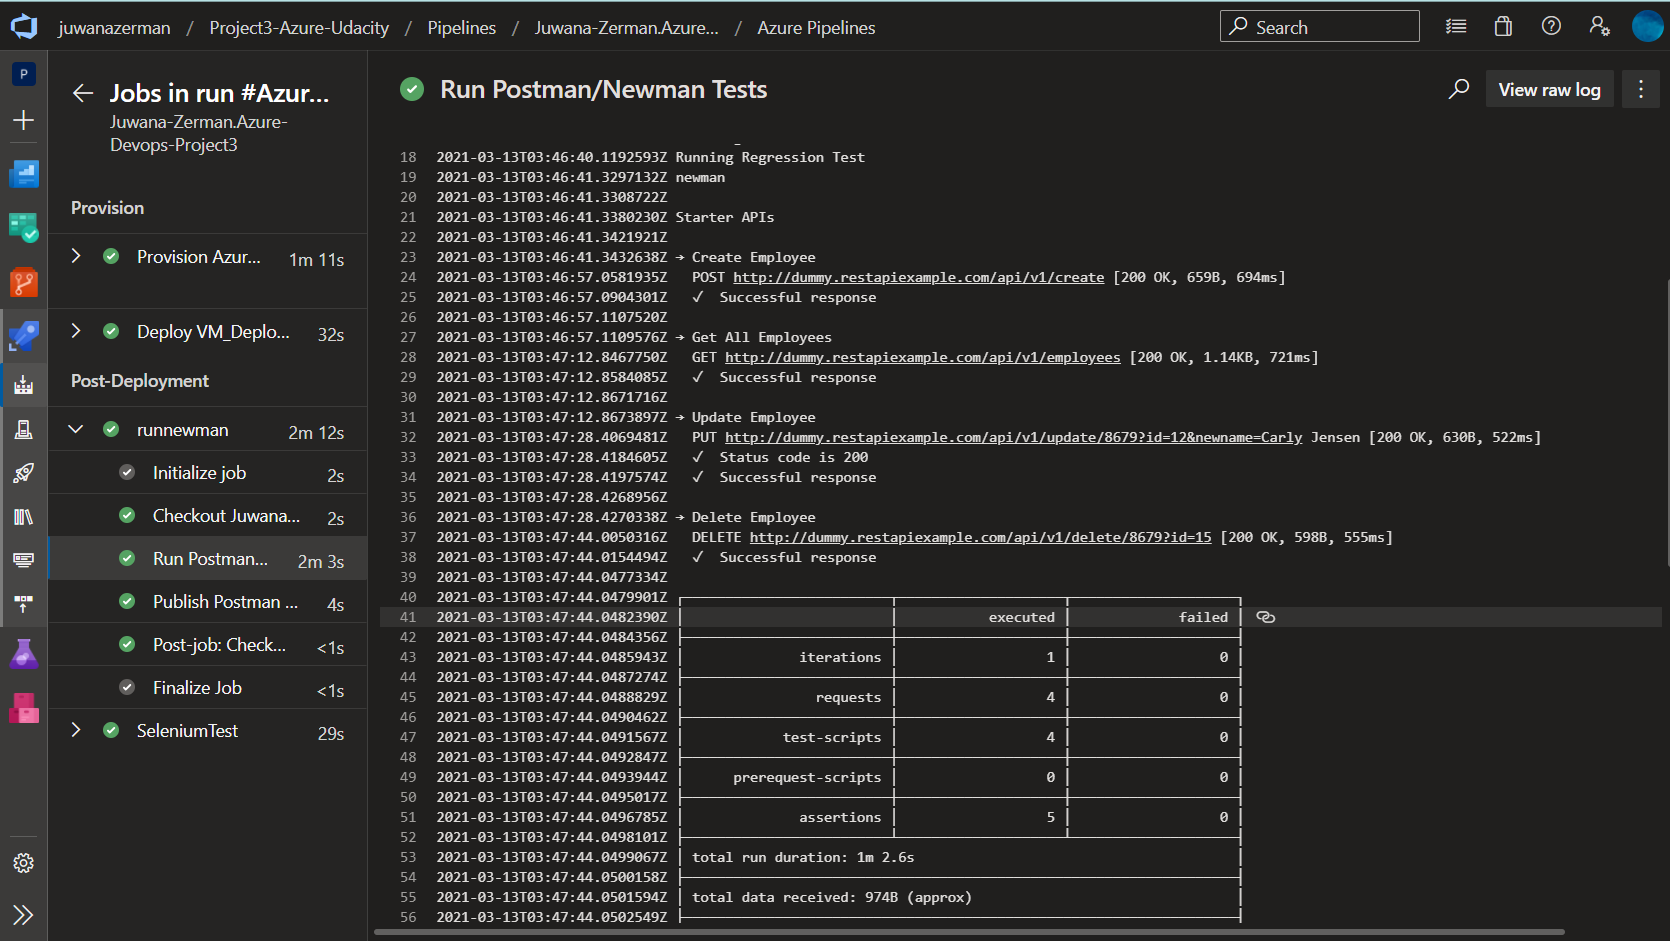 juwanazerman / Project3-Azure-Udacity / Pipelines / Juwana-Zerman.Azure... / Azure Pipelines
Search
P
Jobs in run #Azur...
Juwana-Zerman.Azure-
Devops-Project3
Provision
Provision Azur... 1m 11s
Deploy VM_Deplo... 32s
Post-Deployment
runnewman 2m 12s
Initialize job 2s
Checkout Juwana... 2s
Run Postman... 2m 3s
Publish Postman ... 4s
Post-job: Check... <1s
Finalize Job <1s
SeleniumTest 29s
Run Postman/Newman Tests
View raw log
18 2021-03-13T03:46:40.1192593Z Running Regression Test
19 2021-03-13T03:46:41.3297132Z newman
20 2021-03-13T03:46:41.3308722Z
21 2021-03-13T03:46:41.3380230Z Starter APIs
22 2021-03-13T03:46:41.3421921Z
23 2021-03-13T03:46:41.3432638Z → Create Employee
24 2021-03-13T03:46:57.0581935Z POST http://dummy.restapiexample.com/api/v1/create [200 OK, 659B, 694ms]
25 2021-03-13T03:46:57.0904301Z √ Successful response
26 2021-03-13T03:46:57.1107520Z
27 2021-03-13T03:46:57.1109576Z → Get All Employees
28 2021-03-13T03:47:12.8467750Z GET http://dummy.restapiexample.com/api/v1/employees [200 OK, 1.14KB, 721ms]
29 2021-03-13T03:47:12.8584085Z √ Successful response
30 2021-03-13T03:47:12.8671716Z
31 2021-03-13T03:47:12.8673897Z → Update Employee
32 2021-03-13T03:47:28.4069481Z PUT http://dummy.restapiexample.com/api/v1/update/8679?id=12&newname=Carly Jensen [200 OK, 630B, 522ms]
33 2021-03-13T03:47:28.4184605Z √ Status code is 200
34 2021-03-13T03:47:28.4197574Z √ Successful response
35 2021-03-13T03:47:28.4268956Z
36 2021-03-13T03:47:28.4270338Z → Delete Employee
37 2021-03-13T03:47:44.0050316Z DELETE http://dummy.restapiexample.com/api/v1/delete/8679?id=15 [200 OK, 598B, 555ms]
38 2021-03-13T03:47:44.0154494Z √ Successful response
39 2021-03-13T03:47:44.0477334Z
40 2021-03-13T03:47:44.0479901Z
41 2021-03-13T03:47:44.0482390Z executed failed
42 2021-03-13T03:47:44.0484356Z
43 2021-03-13T03:47:44.0485943Z iterations 1 0
44 2021-03-13T03:47:44.0487274Z
45 2021-03-13T03:47:44.0488829Z requests 4 0
46 2021-03-13T03:47:44.0490462Z
47 2021-03-13T03:47:44.0491567Z test-scripts 4 0
48 2021-03-13T03:47:44.0492847Z
49 2021-03-13T03:47:44.0493944Z prerequest-scripts 0 0
50 2021-03-13T03:47:44.0495017Z
51 2021-03-13T03:47:44.0496785Z assertions 5 0
52 2021-03-13T03:47:44.0498101Z
53 2021-03-13T03:47:44.0499067Z total run duration: 1m 2.6s
54 2021-03-13T03:47:44.0500158Z
55 2021-03-13T03:47:44.0501594Z total data received: 974B (approx)
56 2021-03-13T03:47:44.0502549Z